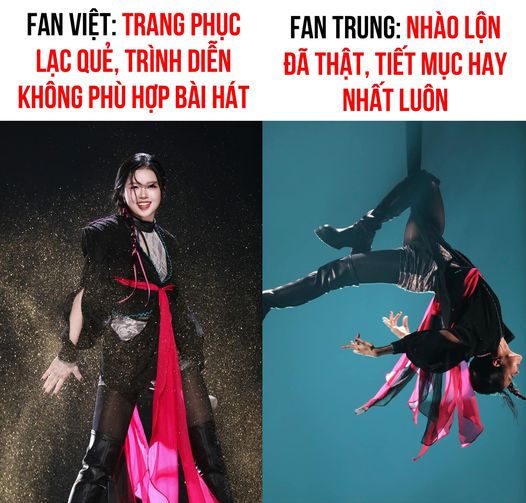 FAN VIỆT: TRANG PHỤC
LẠC QUẺ, TRÌNH DIỄN
KHÔNG PHÙ HỢP BÀI HÁT
FAN TRUNG: NHÀO LỘN
ĐÃ THẬT, TIẾT MỤC HAY
NHẤT LUÔN